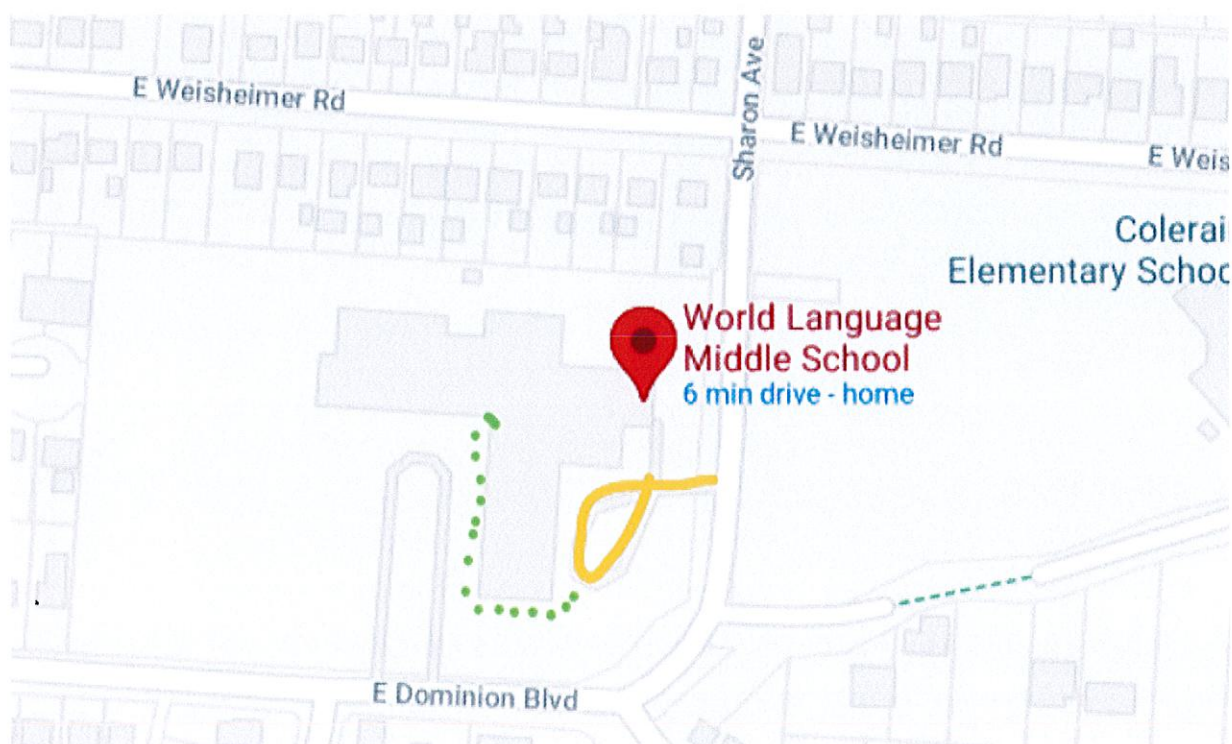 E Weisheimer Rd
Sharon Ave
E Weisheimer Rd
E Weis
Colerai
Elementary Schoo
World Language
Middle School
6 min drive - home
E Dominion Blvd